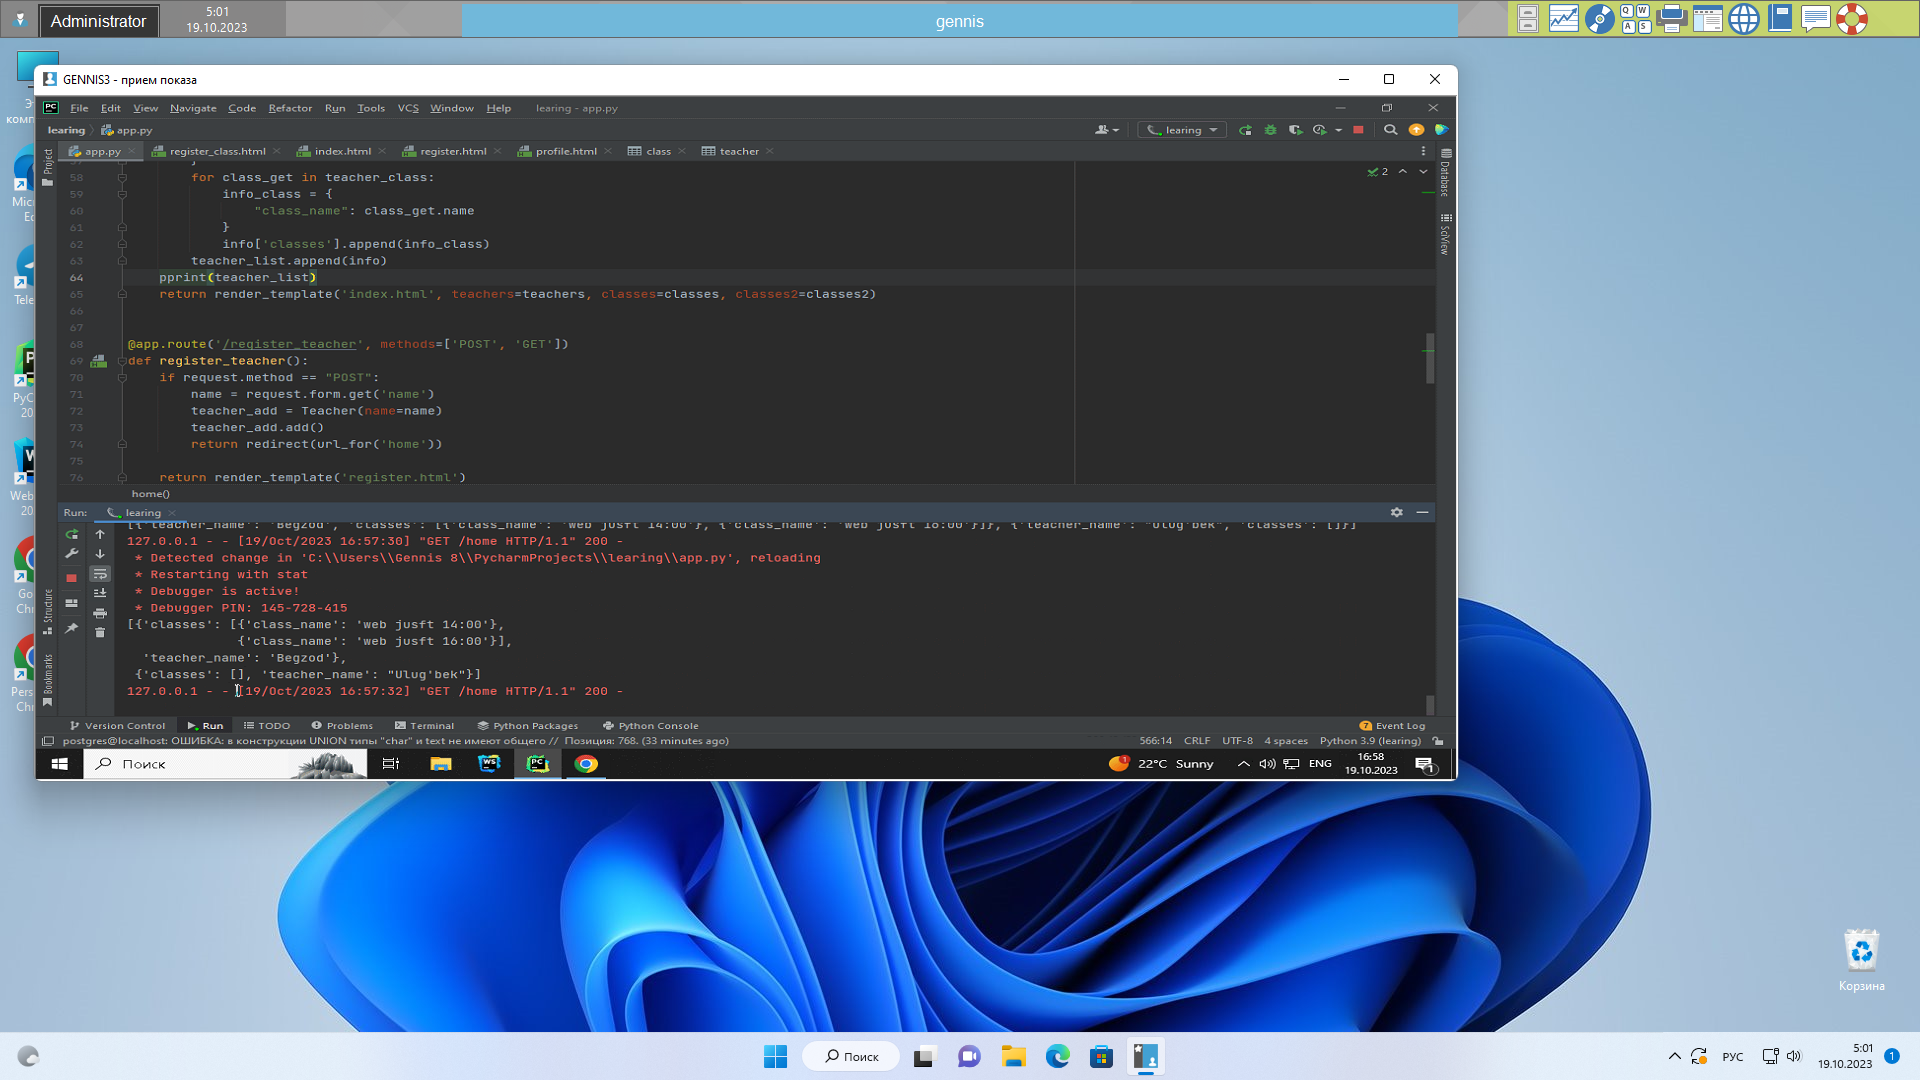 Administrator
5:01
19.10.2023
gennis
Q W
A S
GENNIS3 - прием показа
PC File Edit View Navigate Code Refactor Run Tools VCS Window Help learing - app.py
learing app.py
learing
app.py register_class.html index.html register.html profile.html class teacher
Project
Database
SciView
2
58 for class_get in teacher_class:
59 info_class = {
60 "class_name": class_get.name
61 }
62 info['classes'].append(info_class)
63 teacher_list.append(info)
64 pprint(teacher_list)
65 return render_template('index.html', teachers=teachers, classes=classes, classes2=classes2)
66
67
68 @app.route('/register_teacher', methods=['POST', 'GET'])
69 def register_teacher():
70 if request.method == "POST":
71 name = request.form.get('name')
72 teacher_add = Teacher(name=name)
73 teacher_add.add()
74 return redirect(url_for('home'))
75
76 return render_template('register.html')
home()
Run: learing
[{'teacher_name': 'Begzod', 'classes': [{'class_name': 'web jusft 14:00'}, {'class_name': 'web jusft 16:00'}]}, {'teacher_name': "Ulug'bek", 'classes': []}]
127.0.0.1 - - [19/Oct/2023 16:57:30] "GET /home HTTP/1.1" 200 -
* Detected change in 'C:\\Users\\Gennis 8\\PycharmProjects\\learing\\app.py', reloading
* Restarting with stat
* Debugger is active!
* Debugger PIN: 145-728-415
[{'classes': [{'class_name': 'web jusft 14:00'},
{'class_name': 'web jusft 16:00'}],
'teacher_name': 'Begzod'},
{'classes': [], 'teacher_name': "Ulug'bek"}]
127.0.0.1 - - [19/Oct/2023 16:57:32] "GET /home HTTP/1.1" 200 -
Structure
Bookmarks
Version Control Run TODO Problems Terminal Python Packages Python Console 7 Event Log
postgres@localhost: ОШИБКА: в конструкции UNION типы "char" и text не имеют общего // Позиция: 768. (33 minutes ago) 566:14 CRLF UTF-8 4 spaces Python 3.9 (learing)
Поиск WS PC 1 22°C Sunny ENG 16:58
19.10.2023
1
Корзина
Поиск
РУС
5:01
19.10.2023
1